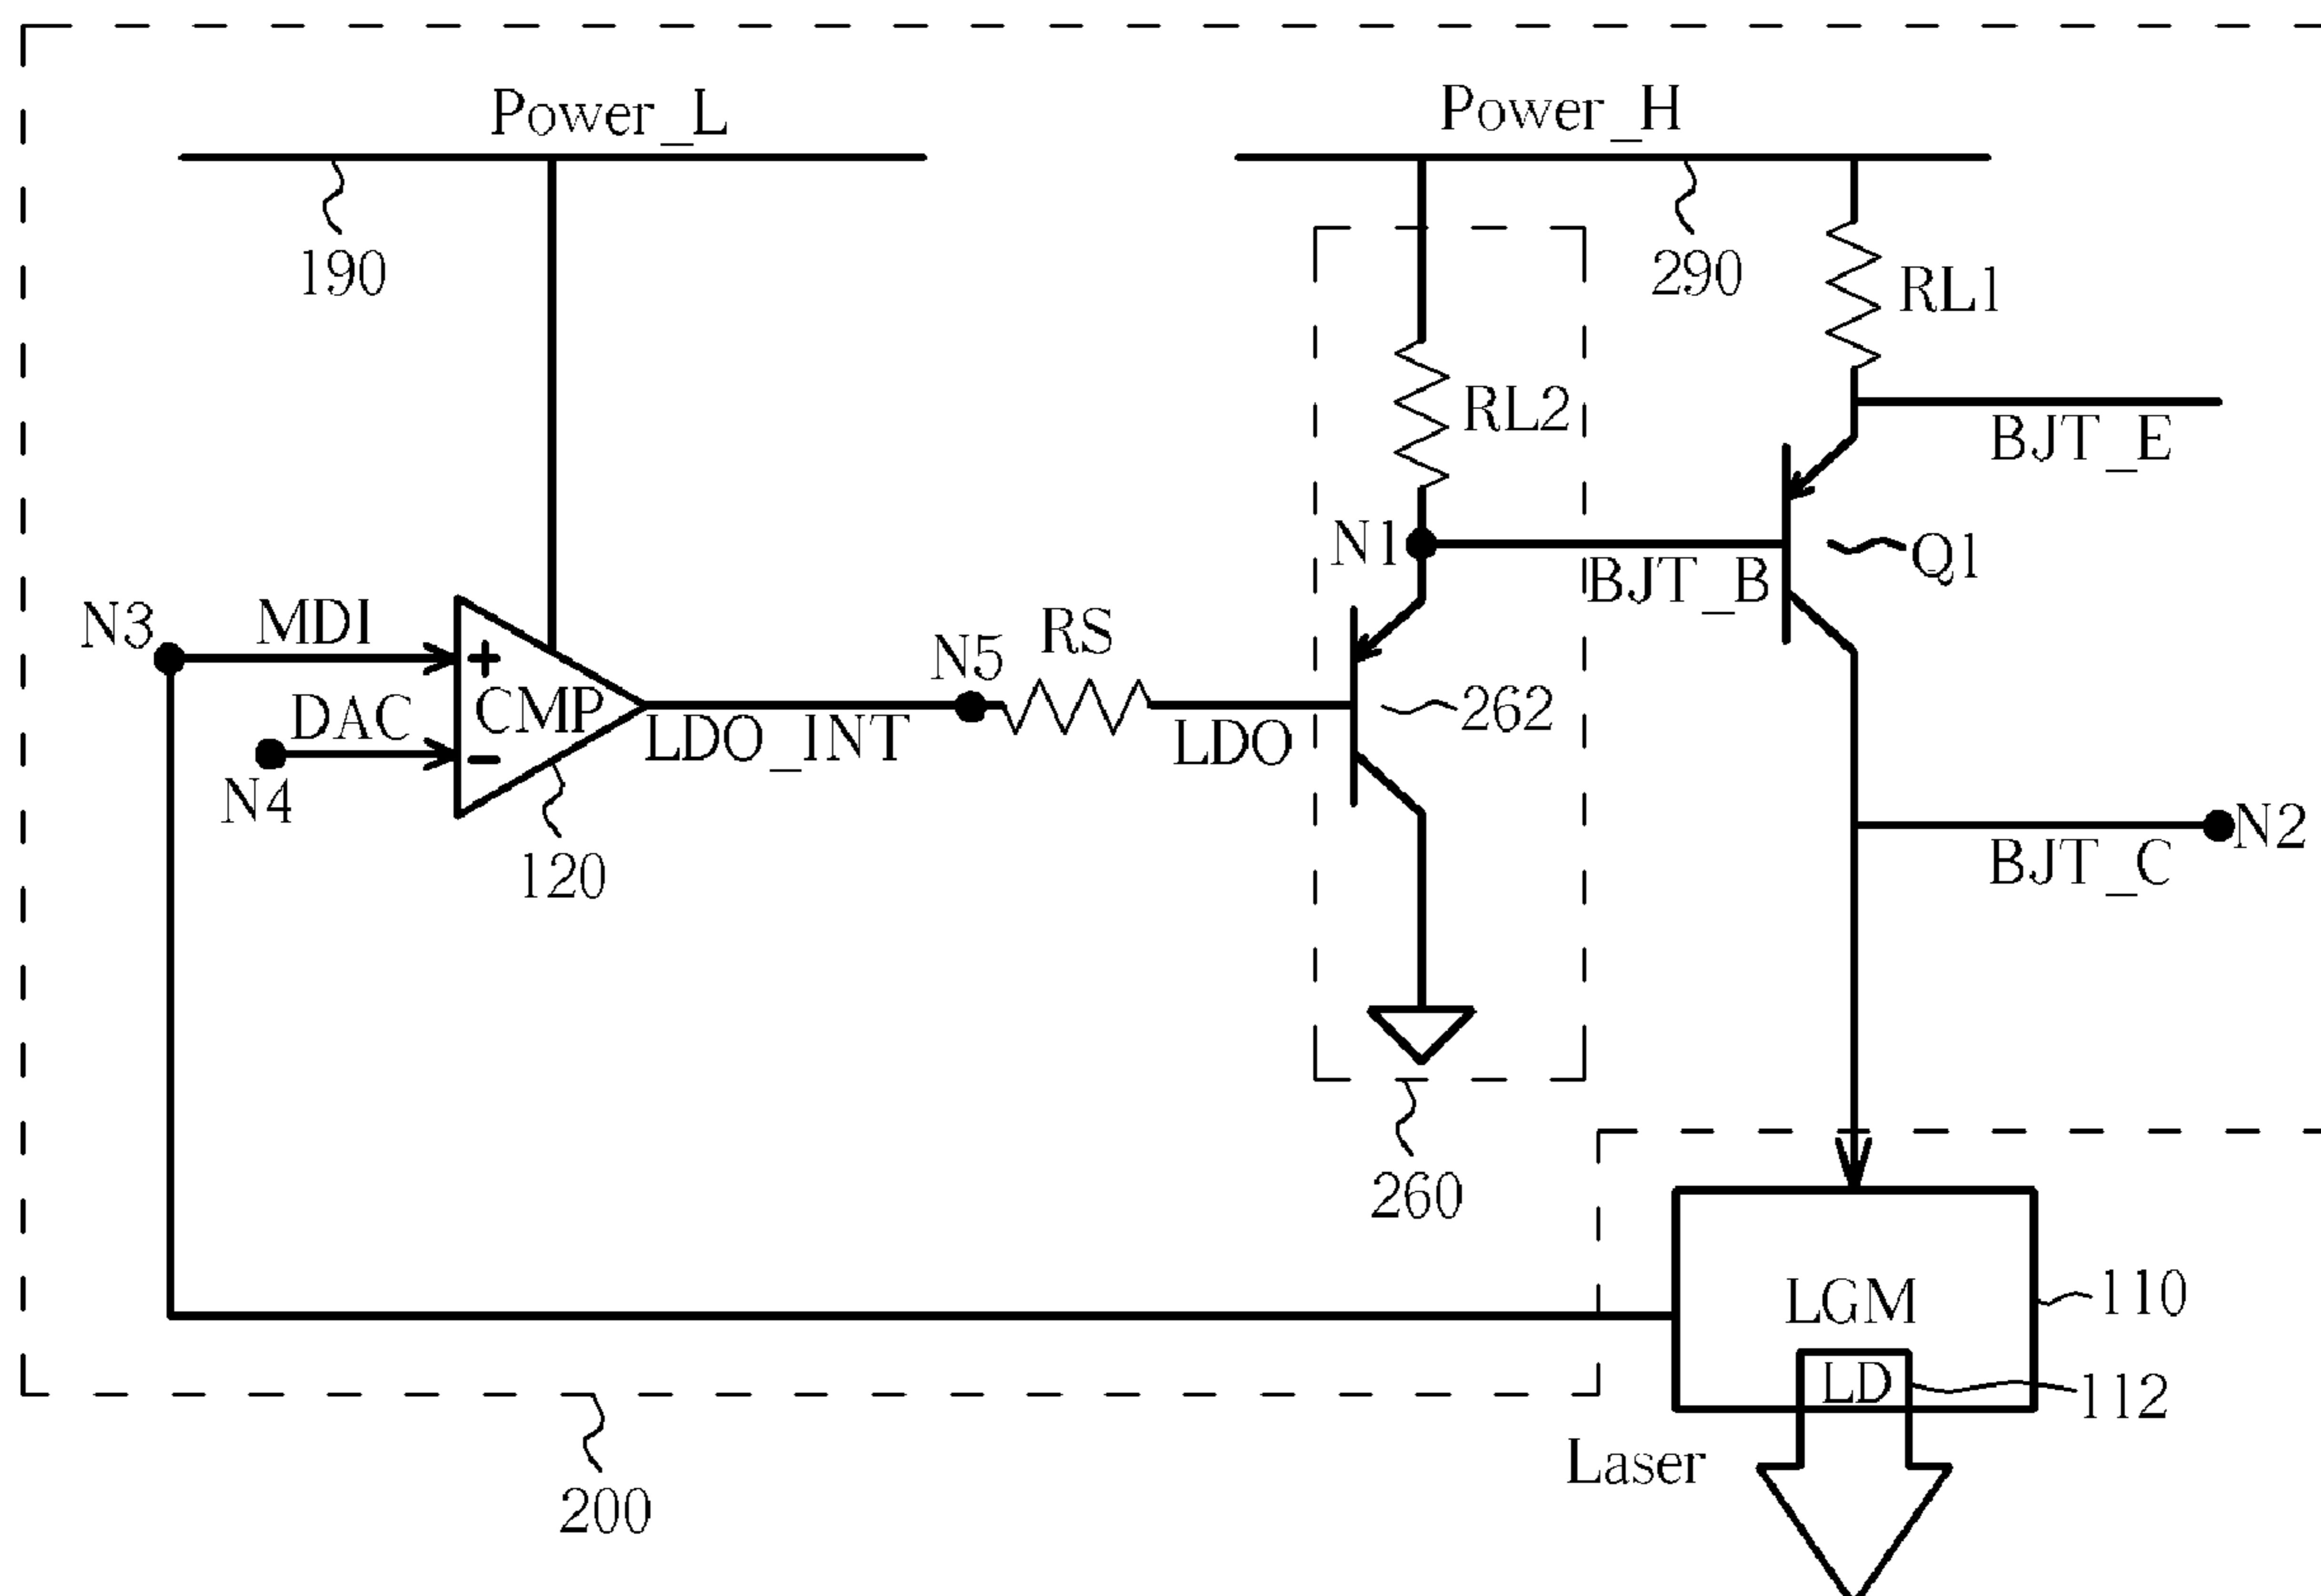 Power_L
Power_H
190
290
RL1
RL2
BJT_E
N1
BJT_B
Q1
N3
MDI
N5
RS
+
CMP
DAC
-
LDO_INT
LDO
262
N4
120
N2
BJT_C
260
LGM
110
LD
112
Laser
200